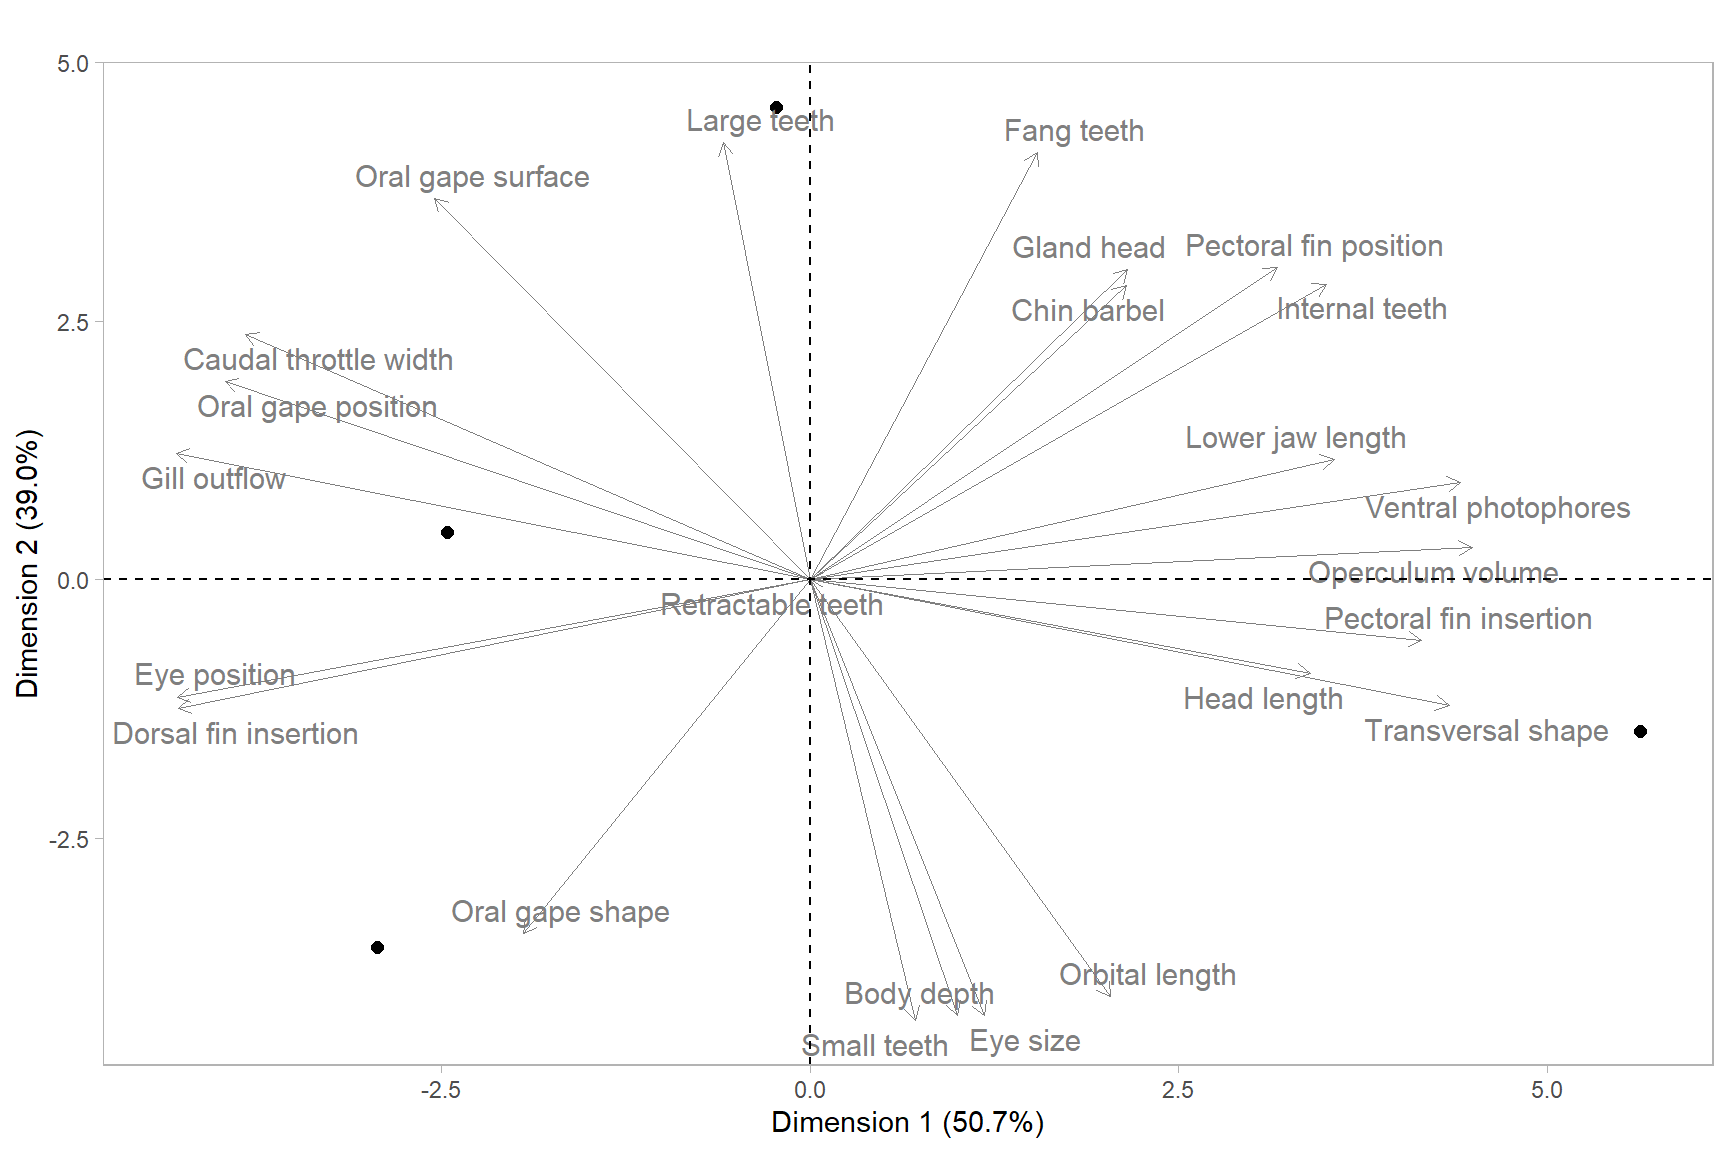 5.0
Large teeth
Fang teeth
Oral gape surface
Gland head
Pectoral fin position
Chin barbel
Internal teeth
2.5
Caudal throttle width
Oral gape position
Lower jaw length
Gill outflow
Ventral photophores
0.0
Operculum volume
Retractable teeth
Pectoral fin insertion
Eye position
Head length
Dorsal fin insertion
Transversal shape
-2.5
Oral gape shape
Orbital length
Body depth
Small teeth
Eye size
-2.5 0.0 2.5 5.0
Dimension 1 (50.7%)
Dimension 2 (39.0%)